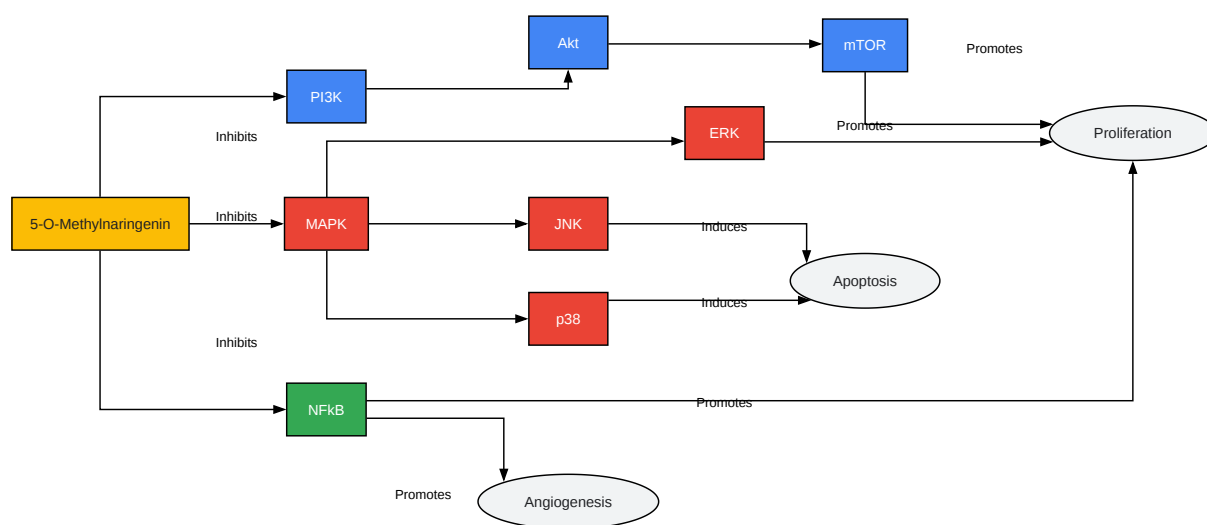 Akt
mTOR
Promotes
PI3K
Inhibits
ERK
Promotes
Proliferation
5-O-Methylnaringenin
Inhibits
MAPK
JNK
Induces
Apoptosis
p38
Induces
Inhibits
NFkB
Promotes
Promotes
Angiogenesis